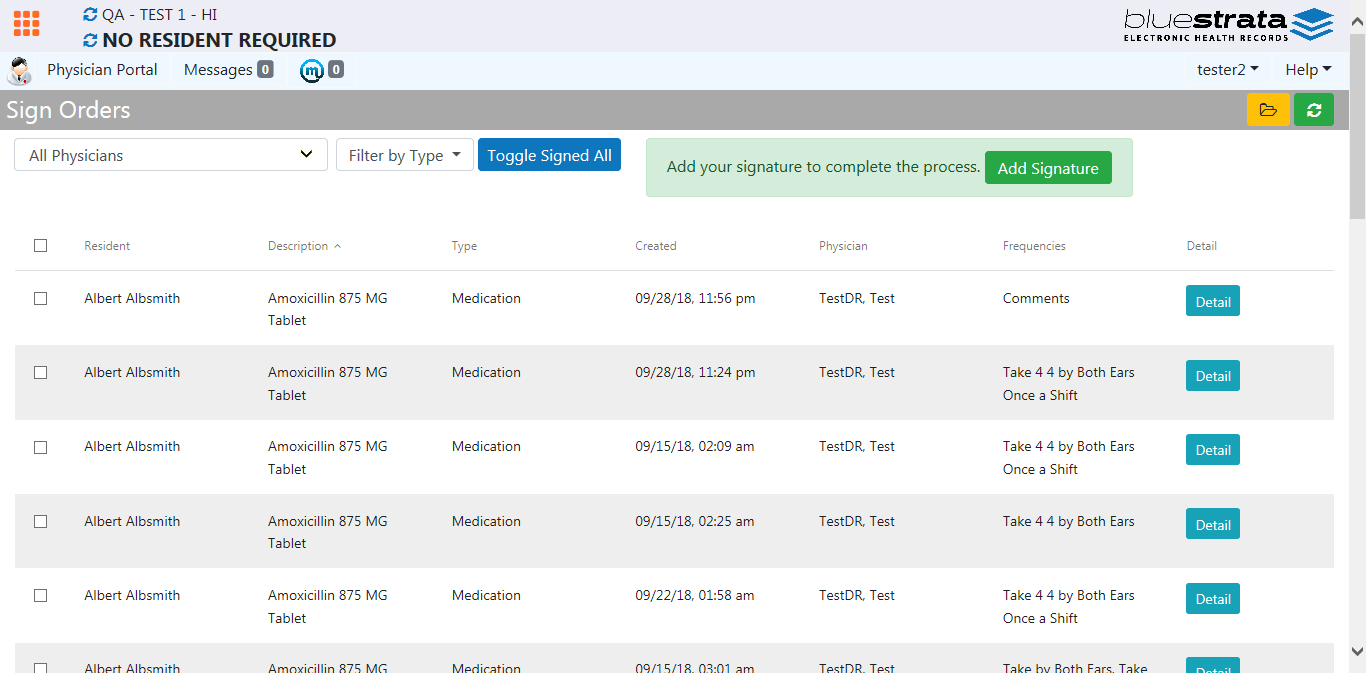 QA - TEST 1 - HI
NO RESIDENT REQUIRED
bluestrata
ELECTRONIC HEALTH RECORDS
Physician Portal Messages 0 m 0 tester2 Help
Sign Orders
All Physicians Filter by Type Toggle Signed All Add your signature to complete the process. Add Signature
Resident Description Type Created Physician Frequencies Detail
Albert Albsmith Amoxicillin 875 MG Medication 09/28/18, 11:56 pm TestDR, Test Comments Detail
Tablet
Albert Albsmith Amoxicillin 875 MG Medication 09/28/18, 11:24 pm TestDR, Test Take 4 4 by Both Ears Detail
Tablet Once a Shift
Albert Albsmith Amoxicillin 875 MG Medication 09/15/18, 02:09 am TestDR, Test Take 4 4 by Both Ears Detail
Tablet Once a Shift
Albert Albsmith Amoxicillin 875 MG Medication 09/15/18, 02:25 am TestDR, Test Take 4 4 by Both Ears Detail
Tablet
Albert Albsmith Amoxicillin 875 MG Medication 09/22/18, 01:58 am TestDR, Test Take 4 4 by Both Ears Detail
Tablet Once a Shift
Albert Albsmith Amoxicillin 875 MG Medication 09/15/18, 03:01 am TestDR, Test Take by Both Ears, Take Detail